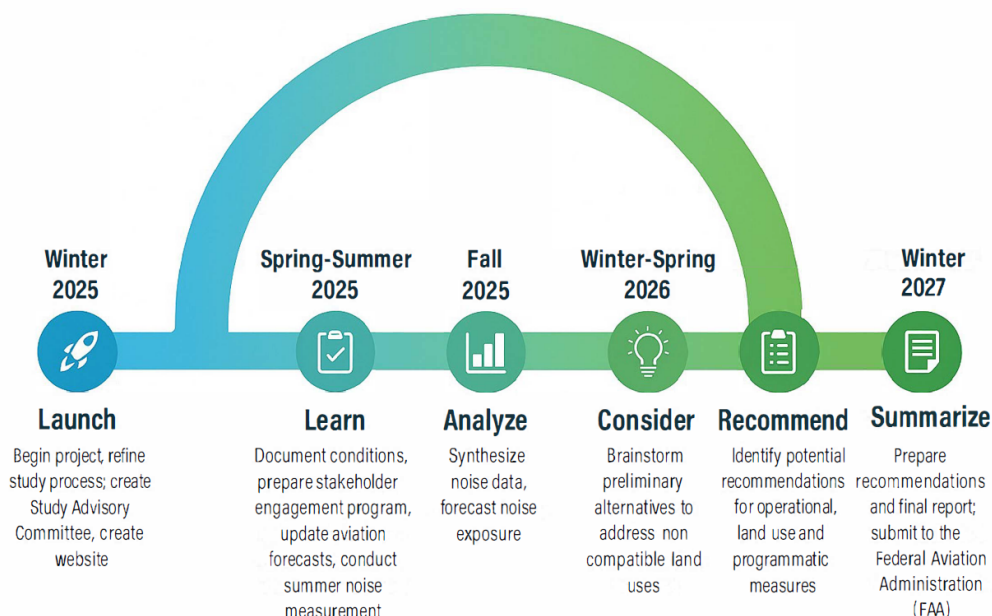 Winter
2025
Launch
Begin project, refine
study process; create
Study Advisory
Committee, create
website
Spring-Summer
2025
Learn
Document conditions,
prepare stakeholder
engagement program,
update aviation
forecasts, conduct
summer noise
measurement
Fall
2025
Analyze
Synthesize
noise data,
forecast noise
exposure
Winter-Spring
2026
Consider
Brainstorm
preliminary
alternatives to
address non
compatible land
uses
Recommend
Identify potential
recommendations
for operational,
land use and
programmatic
measures
Winter
2027
Summarize
Prepare
recommendations
and final report;
submit to the
Federal Aviation
Administration
(FAA)